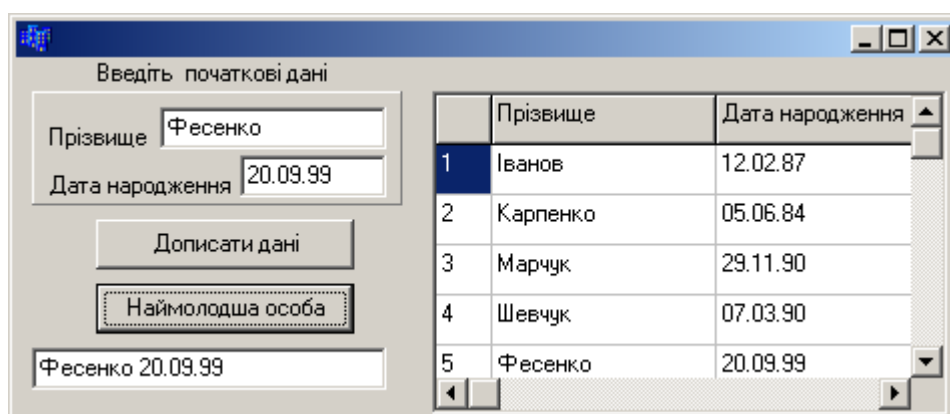 Введіть початкові дані
Прізвище Фесенко
Дата народження 20.09.99
Дописати дані
Наймолодша особа
Фесенко 20.09.99
Прізвище Дата народження
1 Іванов 12.02.87
2 Карпенко 05.06.84
3 Марчук 29.11.90
4 Шевчук 07.03.90
5 Фесенко 20.09.99